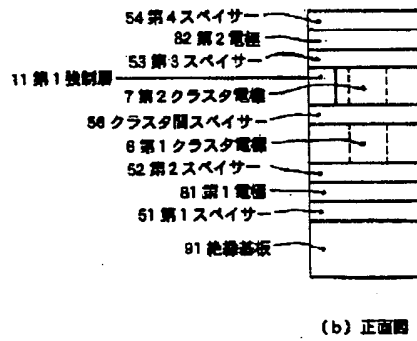 54 第4スペイサー
82 第2電極
53 第3スペイサー
11 第1強制層
7 第2クラスタ電極
56 クラスタ間スペイサー
6 第1クラスタ電極
52 第2スペイサー
81 第1電極
51 第1スペイサー
91 絶縁基板
(b) 正面図